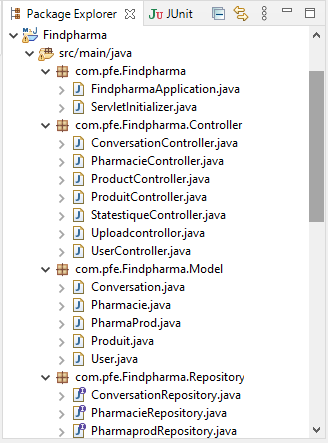 Package Explorer JUnit
Findpharma
src/main/java
com.pfe.Findpharma
FindpharmaApplication.java
ServletInitializer.java
com.pfe.Findpharma.Controller
ConversationController.java
PharmacieController.java
ProductController.java
ProduitController.java
StatestiqueController.java
Uploadcontrollor.java
UserController.java
com.pfe.Findpharma.Model
Conversation.java
Pharmacie.java
PharmaProd.java
Produit.java
User.java
com.pfe.Findpharma.Repository
ConversationRepository.java
PharmacieRepository.java
PharmaprodRepository.java